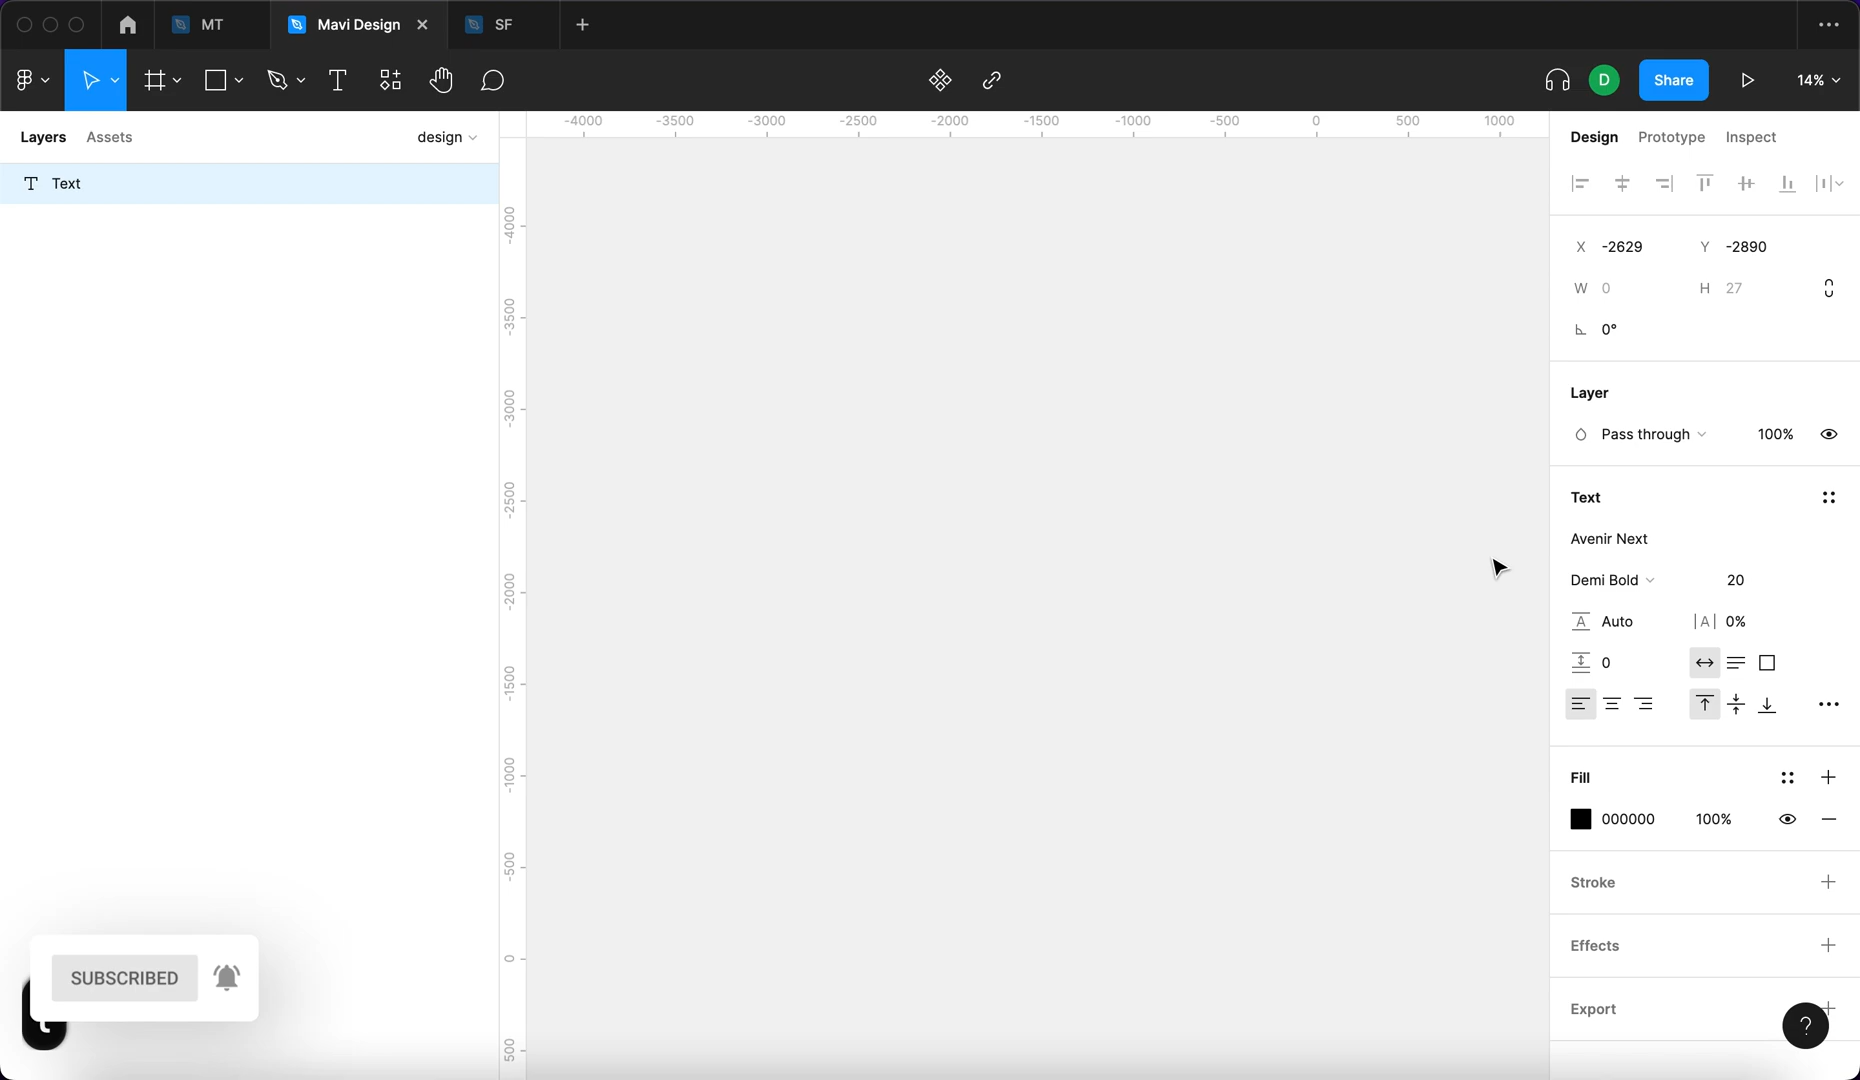 MT
Mavi Design
SF
D
Share
14%
Layers
Assets
design
-4000
-3500
-3000
-2500
-2000
-1500
-1000
-500
0
500
1000
Design
Prototype
Inspect
Text
X -2629
Y -2890
W 0
H 27
0°
-4000
-3500
-3000
-2500
-2000
-1500
-1000
-500
0
500
Layer
Pass through
100%
Text
Avenir Next
Demi Bold
20
A Auto
|A| 0%
0
Fill
000000
100%
Stroke
Effects
SUBSCRIBED
Export
?